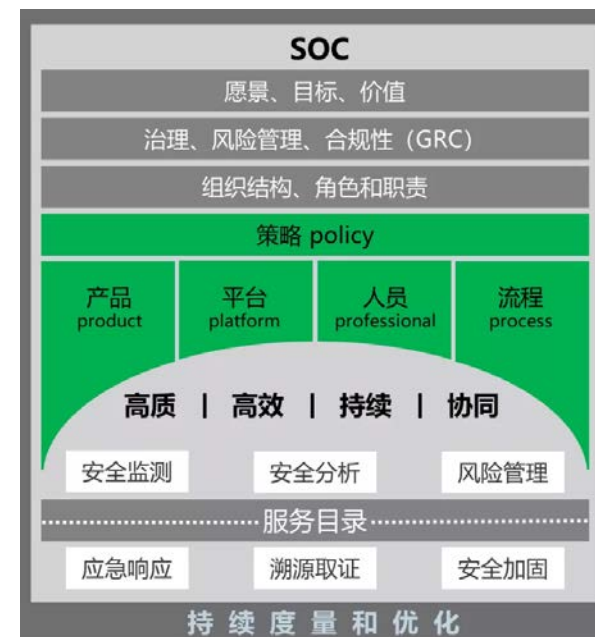 SOC
愿景、目标、价值
治理、风险管理、合规性（GRC）
组织结构、角色和职责
策略 policy
产品 平台 人员 流程
product platform professional process
高质 | 高效 | 持续 | 协同
安全监测 安全分析 风险管理
服务目录
应急响应 溯源取证 安全加固
持续度量和优化